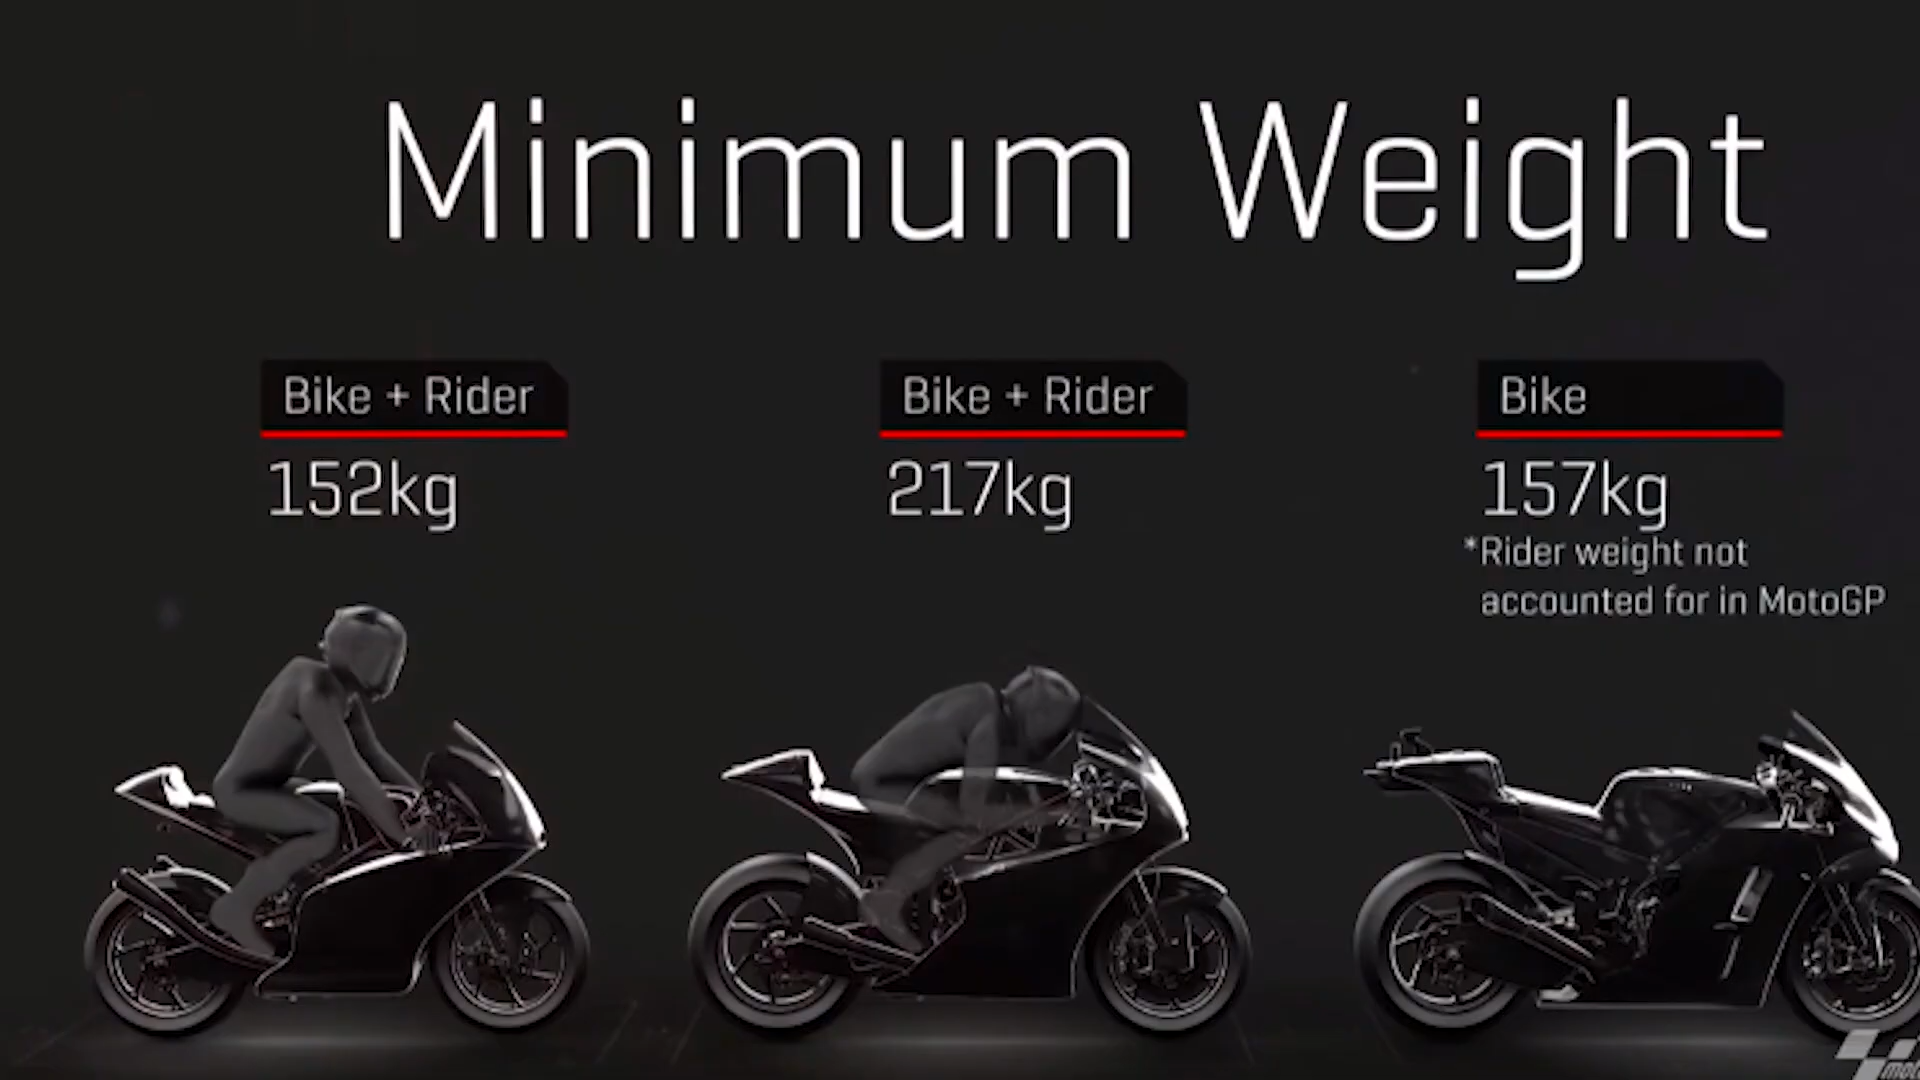 Minimum Weight
Bike + Rider
152kg
Bike + Rider
217kg
Bike
157kg
*Rider weight not
accounted for in MotoGP